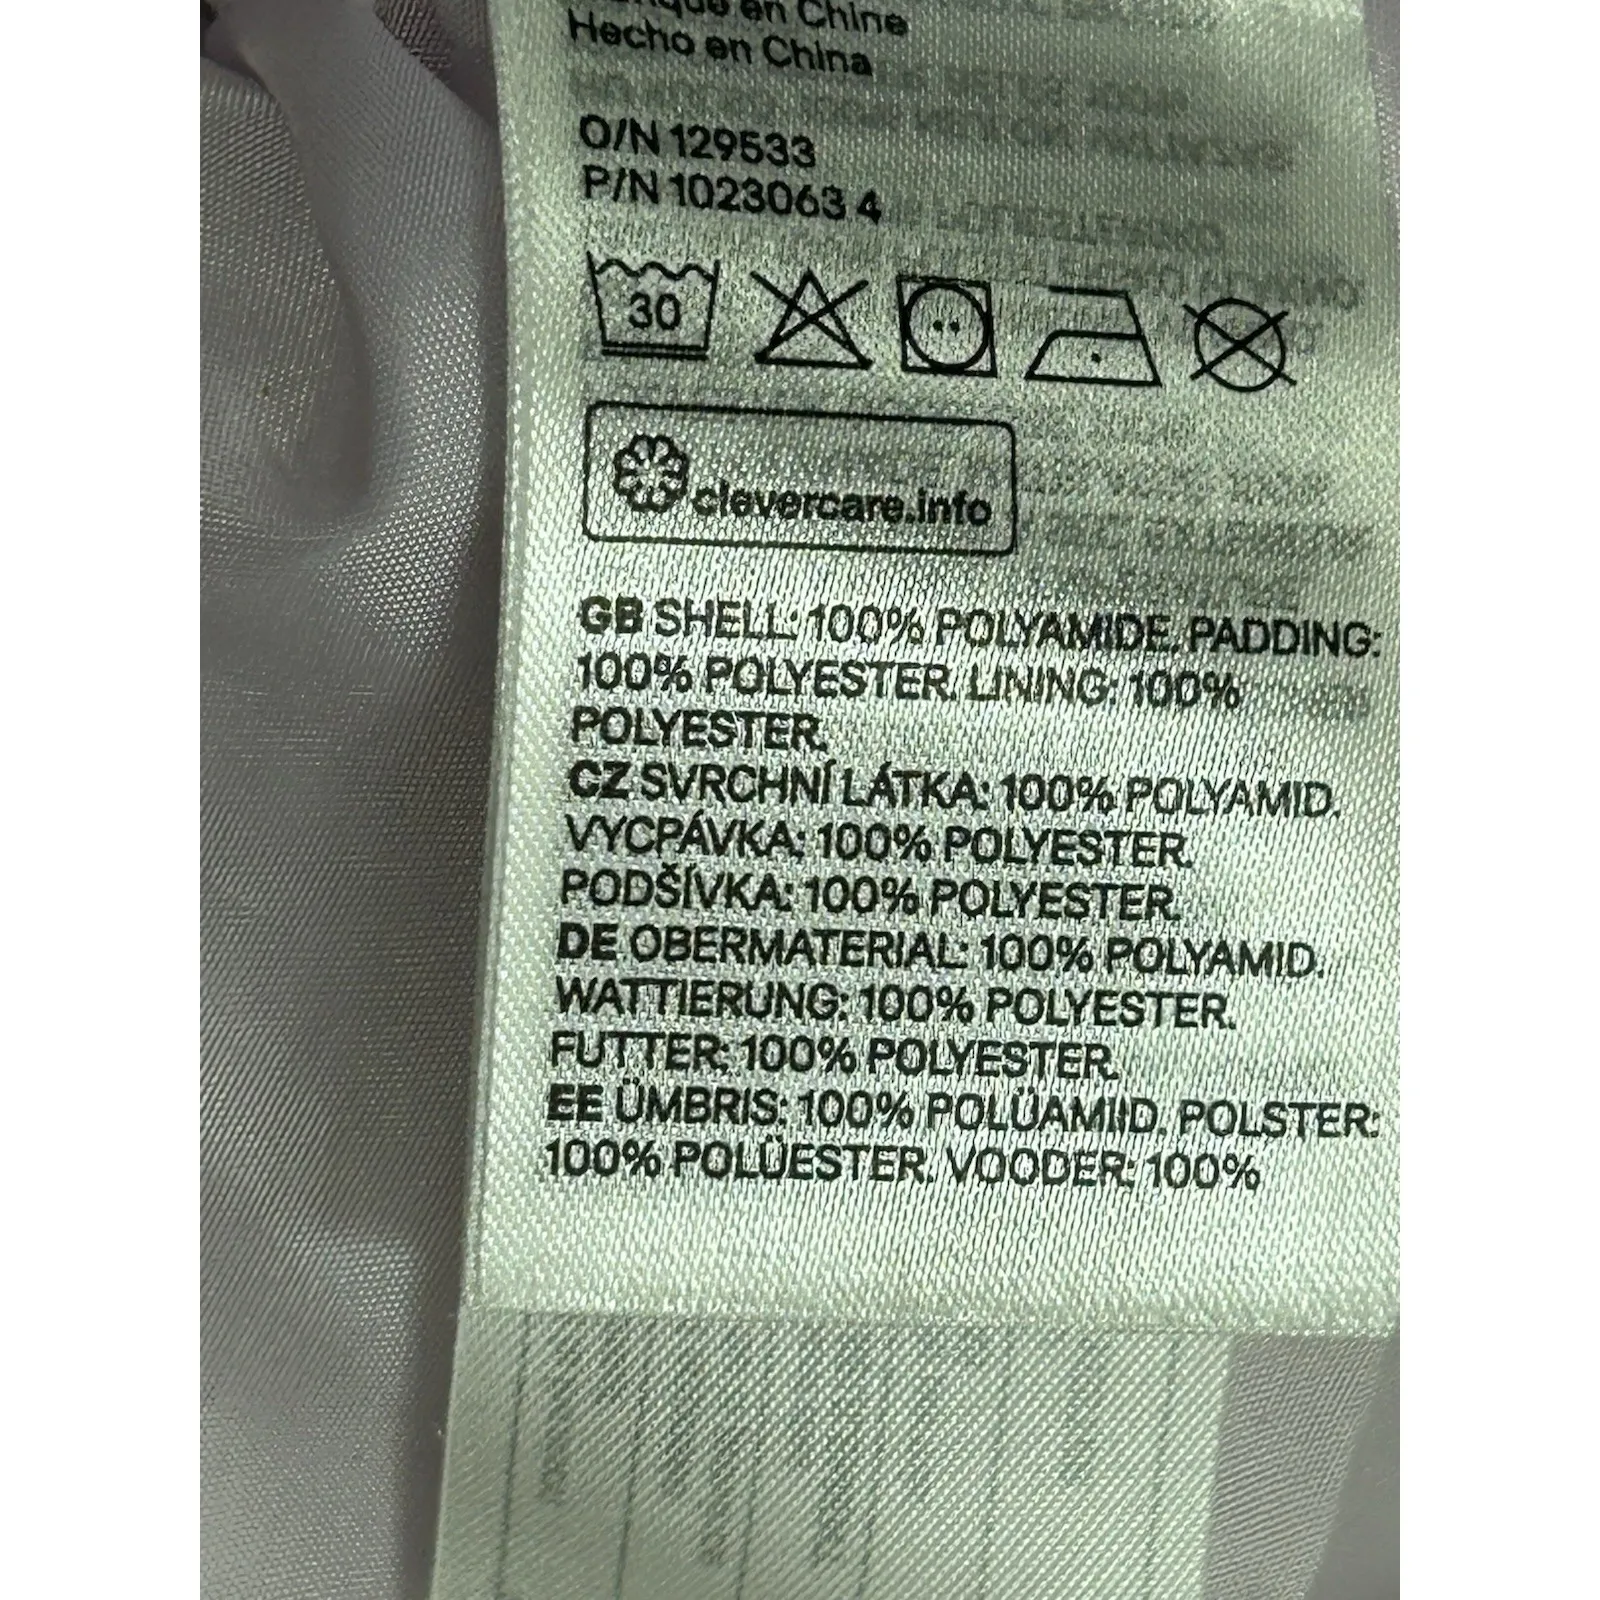 en Chine
Hecho en China
O/N 129533
P/N 1023063 4
30
clevercare.info
GB SHELL: 100% POLYAMIDE. PADDING:
100% POLYESTER. LINING: 100%
POLYESTER.
CZ SVRCHNÍ LÁTKA: 100% POLYAMID.
VYCPÁVKA: 100% POLYESTER.
PODŠÍVKA: 100% POLYESTER.
DE OBERMATERIAL: 100% POLYAMID.
WATTIERUNG: 100% POLYESTER.
FUTTER: 100% POLYESTER.
EE ÜMBRIS: 100% POLÜAMIID. POLSTER:
100% POLÜESTER. VOODER: 100%